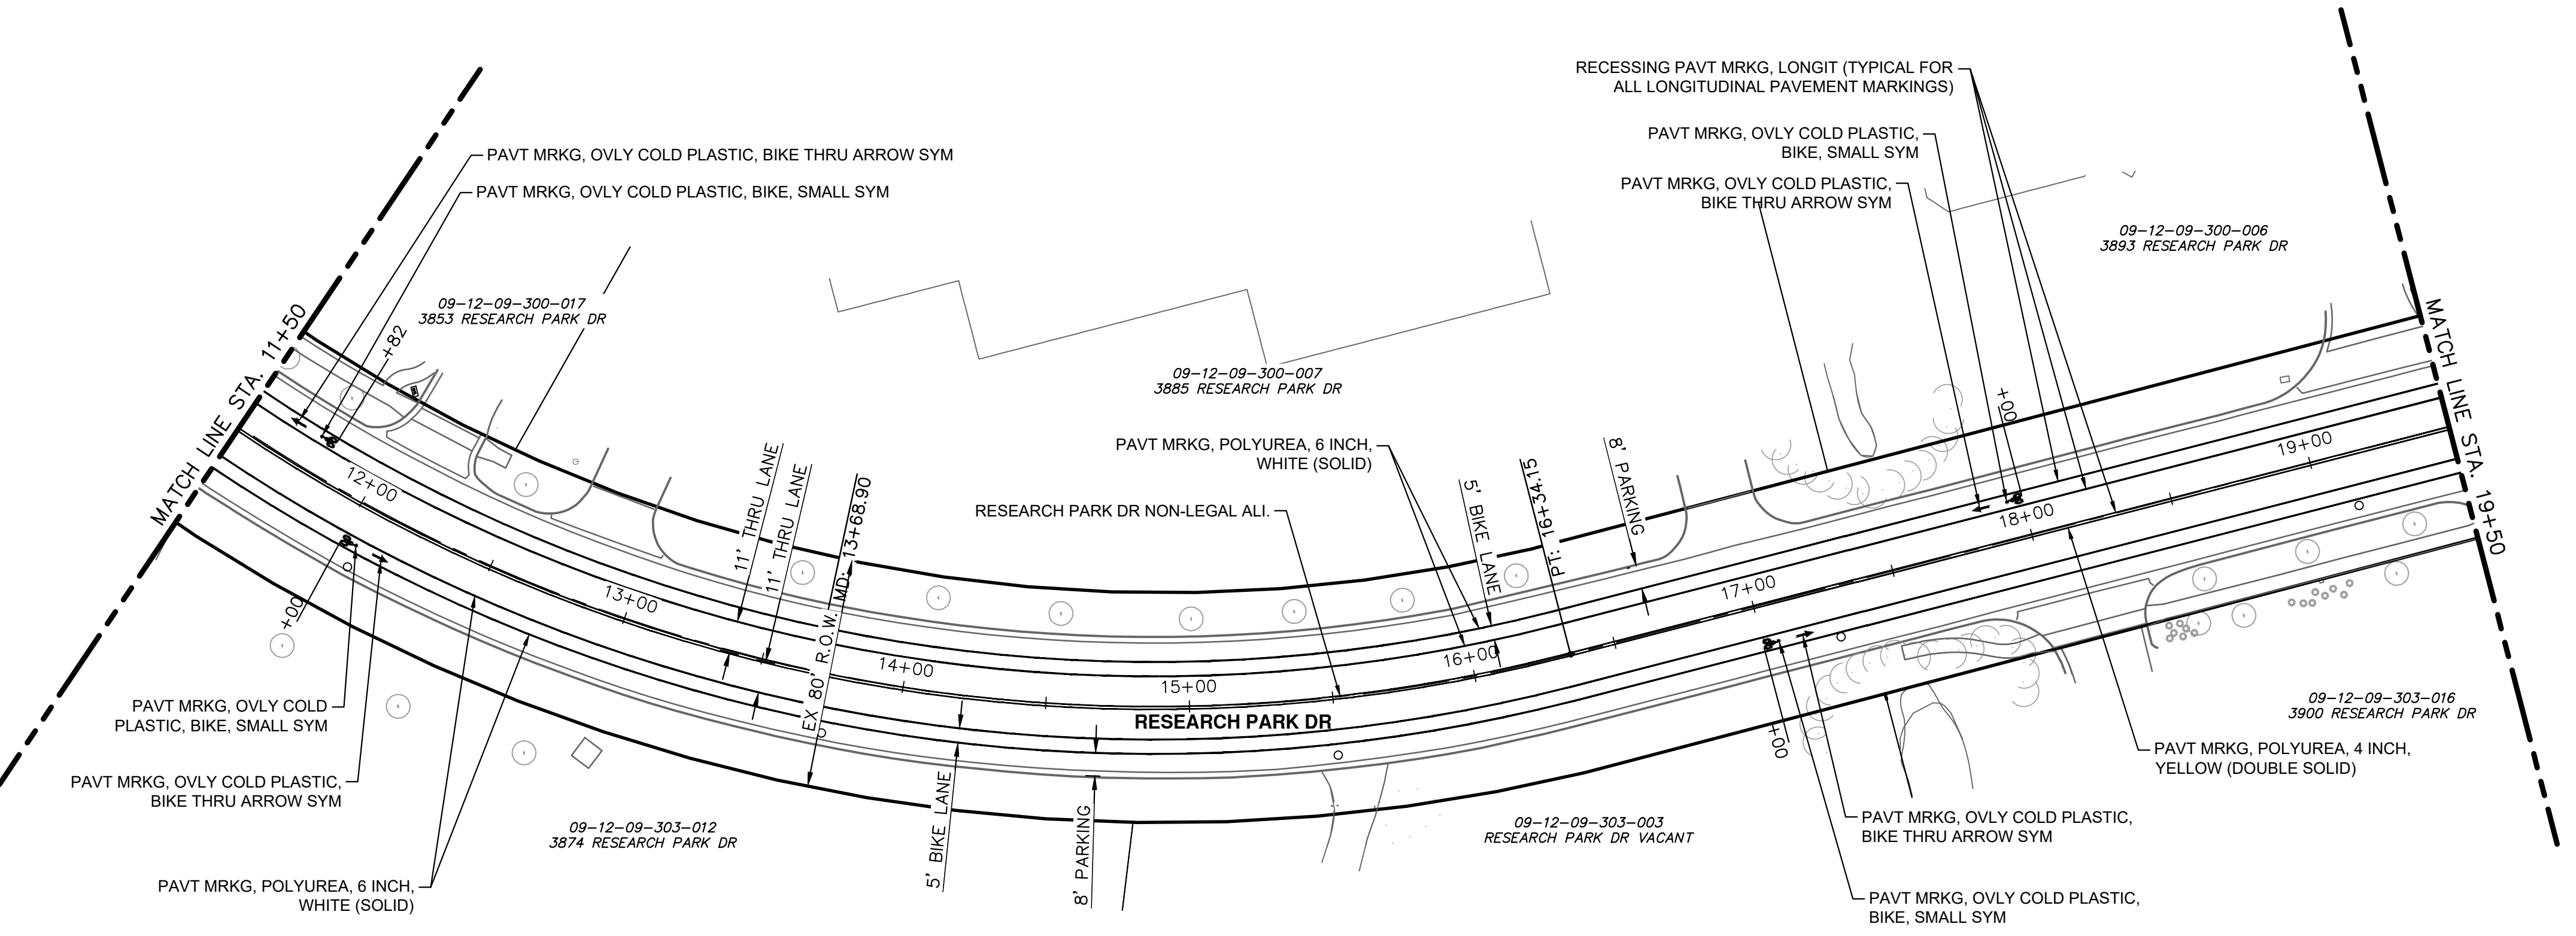 RECESSING PAVT MRKG, LONGIT (TYPICAL FOR
ALL LONGITUDINAL PAVEMENT MARKINGS)
PAVT MRKG, OVLY COLD PLASTIC,
BIKE, SMALL SYM
PAVT MRKG, OVLY COLD PLASTIC,
BIKE THRU ARROW SYM
PAVT MRKG, OVLY COLD PLASTIC, BIKE THRU ARROW SYM
PAVT MRKG, OVLY COLD PLASTIC, BIKE, SMALL SYM
09-12-09-300-006
3893 RESEARCH PARK DR
09-12-09-300-017
3853 RESEARCH PARK DR
+82
MATCH LINE STA. 11+50
09-12-09-300-007
3885 RESEARCH PARK DR
PAVT MRKG, POLYUREA, 6 INCH,
WHITE (SOLID)
RESEARCH PARK DR NON-LEGAL ALI.
11' THRU LANE
11' THRU LANE
MD: 13+68.90
EX 80' R.O.W.
5' BIKE LANE
PT: 16+34.15
8' PARKING
+00
MATCH LINE STA. 19+50
12+00
13+00
14+00
15+00
16+00
17+00
18+00
19+00
RESEARCH PARK DR
+00
PAVT MRKG, OVLY COLD
PLASTIC, BIKE, SMALL SYM
PAVT MRKG, OVLY COLD PLASTIC,
BIKE THRU ARROW SYM
PAVT MRKG, POLYUREA, 6 INCH,
WHITE (SOLID)
09-12-09-303-012
3874 RESEARCH PARK DR
5' BIKE LANE
8' PARKING
09-12-09-303-003
RESEARCH PARK DR VACANT
+00
09-12-09-303-016
3900 RESEARCH PARK DR
PAVT MRKG, POLYUREA, 4 INCH,
YELLOW (DOUBLE SOLID)
PAVT MRKG, OVLY COLD PLASTIC,
BIKE THRU ARROW SYM
PAVT MRKG, OVLY COLD PLASTIC,
BIKE, SMALL SYM